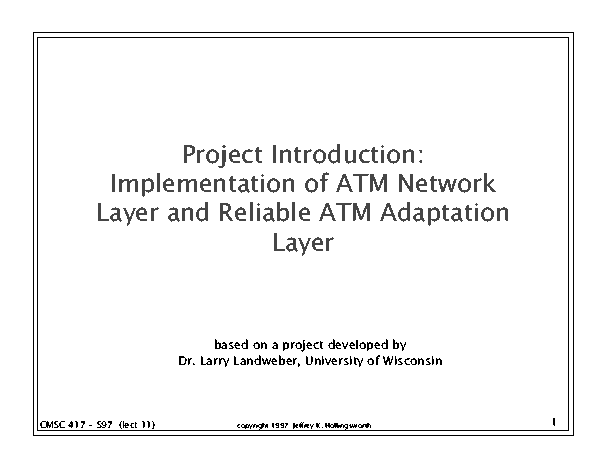 Project Introduction:
Implementation of ATM Network
Layer and Reliable ATM Adaptation
Layer
based on a project developed by
Dr. Larry Landweber, University of Wisconsin
CMSC 417 - S97 (lect 11)
copyright 1997 Jeffrey K. Hollingsworth
1